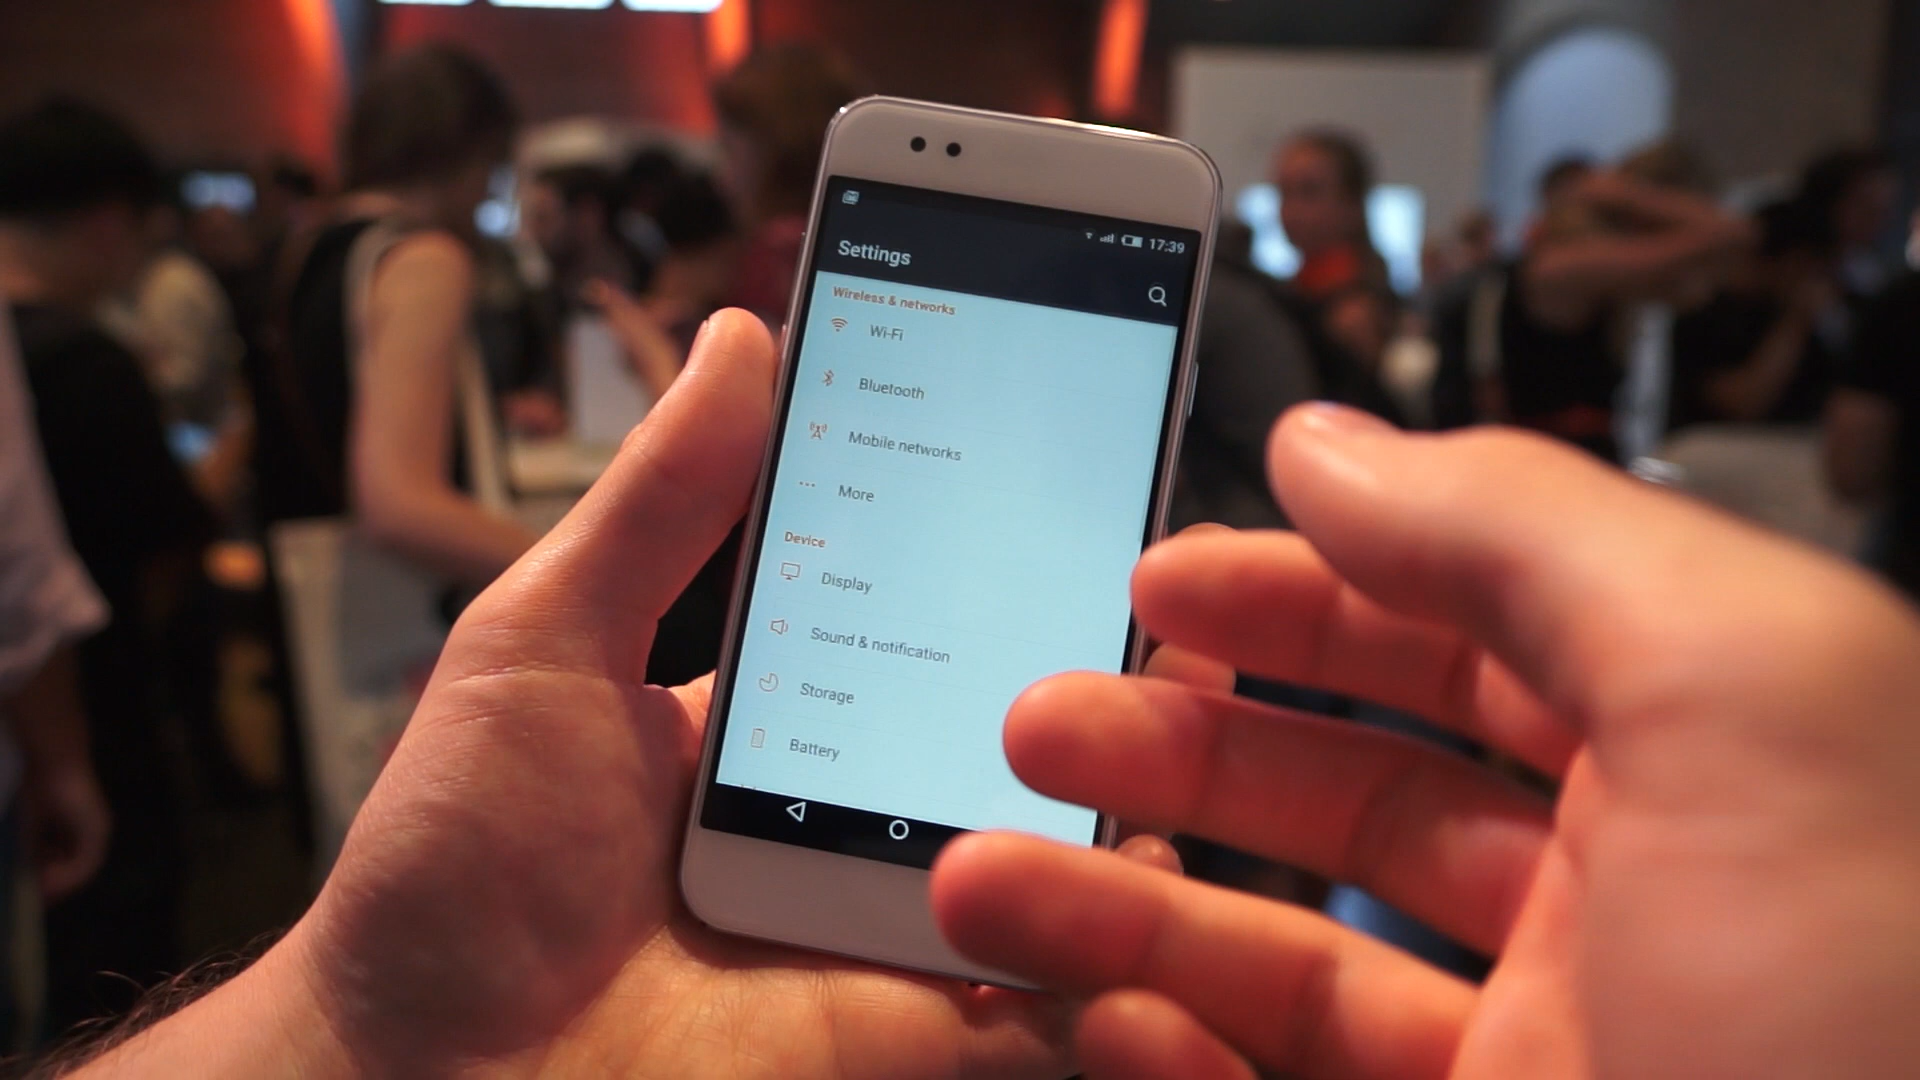 17:39
Settings
Wireless & networks
Wi-Fi
Bluetooth
Mobile networks
More
Device
Display
Sound & notification
Storage
Battery